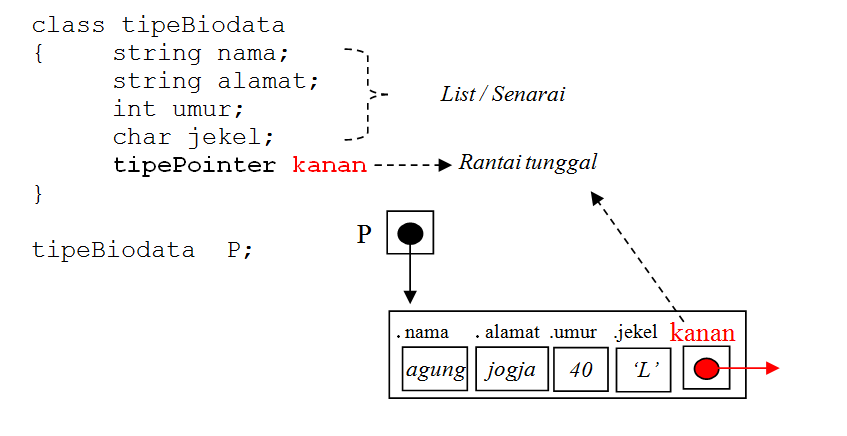 class tipeBiodata
{ string nama;
string alamat;
int umur;
char jekel;
tipePointer kanan
}
List / Senarai
Rantai tunggal
tipeBiodata P;
P
. nama . alamat .umur .jekel kanan
agung jogja 40 ‘L’